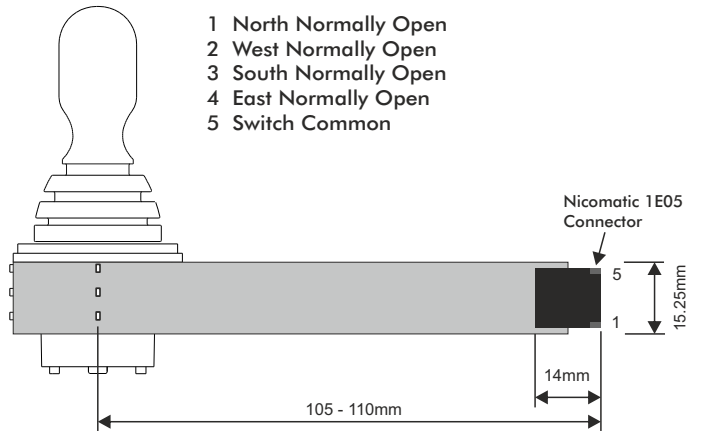 1 North Normally Open
2 West Normally Open
3 South Normally Open
4 East Normally Open
5 Switch Common
Nicomatic 1E05
Connector
5
1
15.25mm
14mm
105 - 110mm